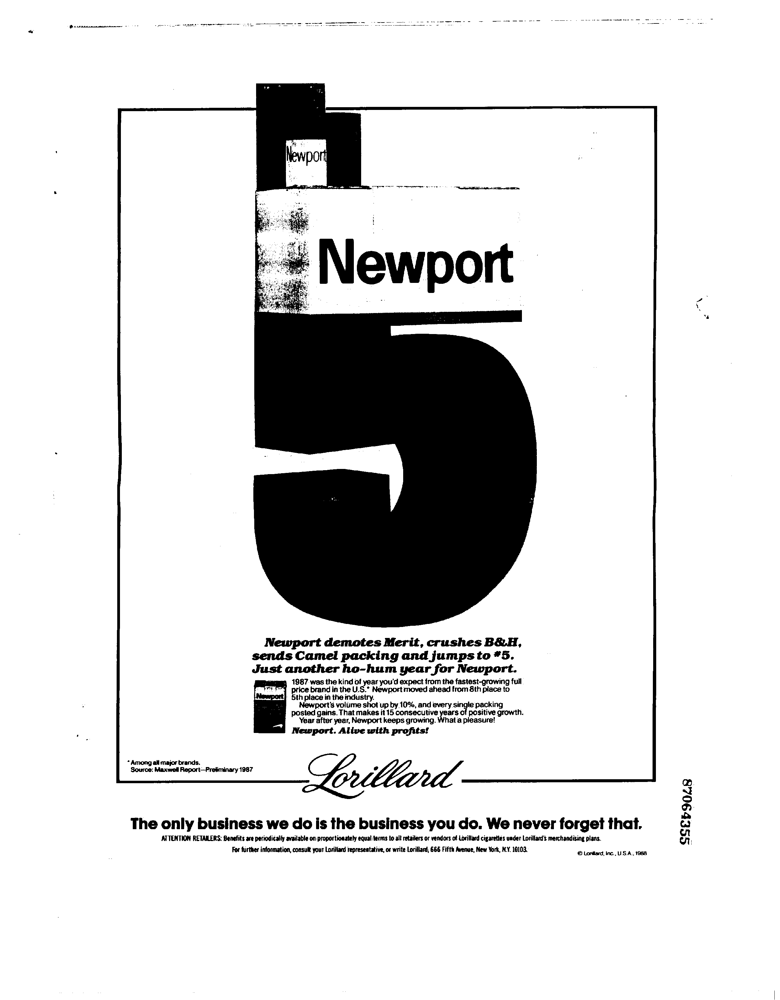 Newport
Newport
5
Newport demotes Merit, crushes B&H,
sends Camel packing and jumps to #5.
Just another ho-hum year for Newport.
1987 was the kind of year you'd expect from the fastest-growing full
price brand in the U.S.* Newport moved ahead from 8th place to
5th place in the industry.
Newport's volume shot up by 10%, and every single packing
posted gains. That makes it 15 consecutive years of positive growth.
Year after year, Newport keeps growing. What a pleasure!
Newport. Alive with profits!
Newport
*Among all major brands.
Source: Maxwell Report—Preliminary 1987
Lorillard
The only business we do is the business you do. We never forget that.
ATTENTION RETAILERS: Benefits are periodically available on proportionately equal terms to all retailers or vendors of Lorillard cigarettes under Lorillard's merchandising plans.
For further information, consult your Lorillard representative, or write Lorillard, 666 Fifth Avenue, New York, N.Y. 10103.
© Lorillard, Inc., U.S.A., 1988
87064355